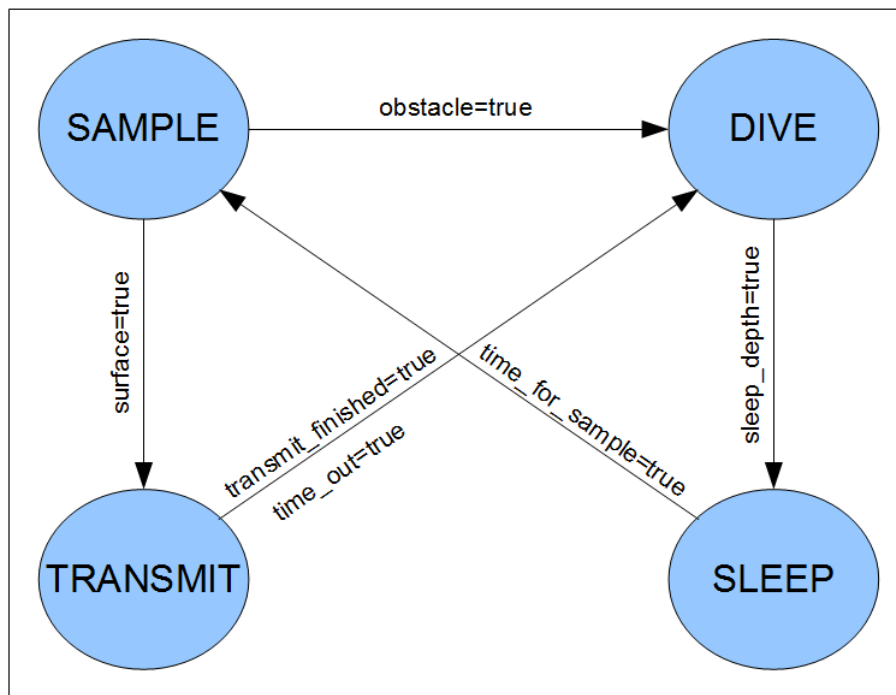 SAMPLE
obstacle=true
DIVE
surface=true
transmit_finished=true
time_out=true
time_for_sample=true
sleep_depth=true
TRANSMIT
SLEEP